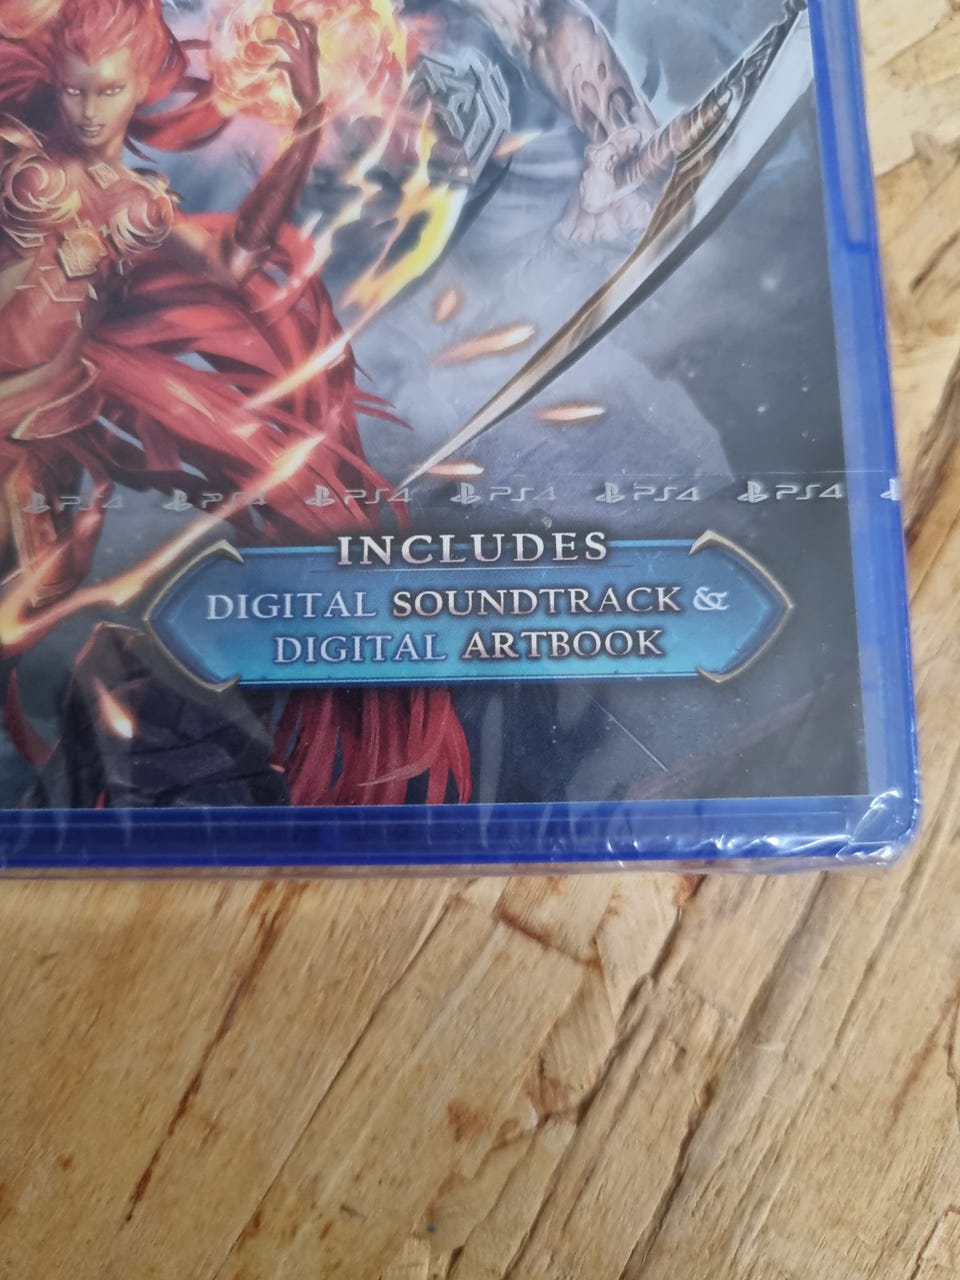 PS4 PS4 PS4 PS4 PS4 PS4
INCLUDES
DIGITAL SOUNDTRACK &
DIGITAL ARTBOOK